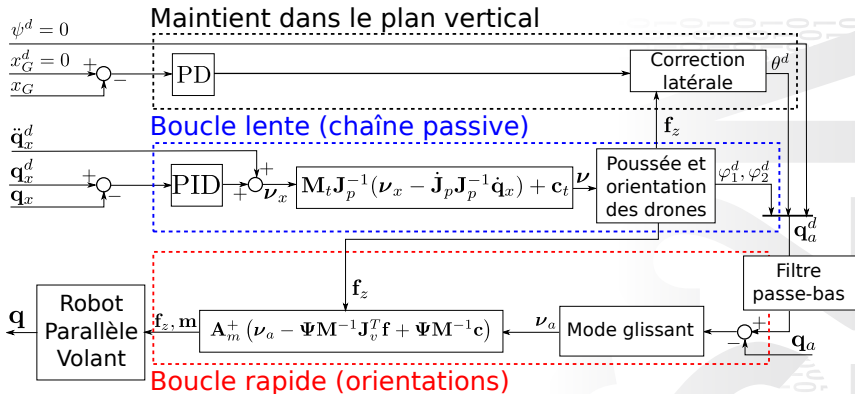 Maintient dans le plan vertical
ψ^d = 0
x_G^d = 0
x_G
+
−
PD
Correction
latérale
θ^d
Boucle lente (chaîne passive)
f_z
q̈_x^d
q_x^d
q_x
+
−
PID
+
+
ν_x
M_t J_p^{-1}(ν_x − J̇_p J_p^{-1} q̇_x) + c_t
ν
Poussée et
orientation
des drones
φ_1^d, φ_2^d
q_a^d
Filtre
passe-bas
f_z
q
Robot
Parallèle
Volant
f_z, m
A_m^+ (ν_a − ΨM^{-1}J_v^T f + ΨM^{-1}c)
ν_a
Mode glissant
+
−
q_a
Boucle rapide (orientations)